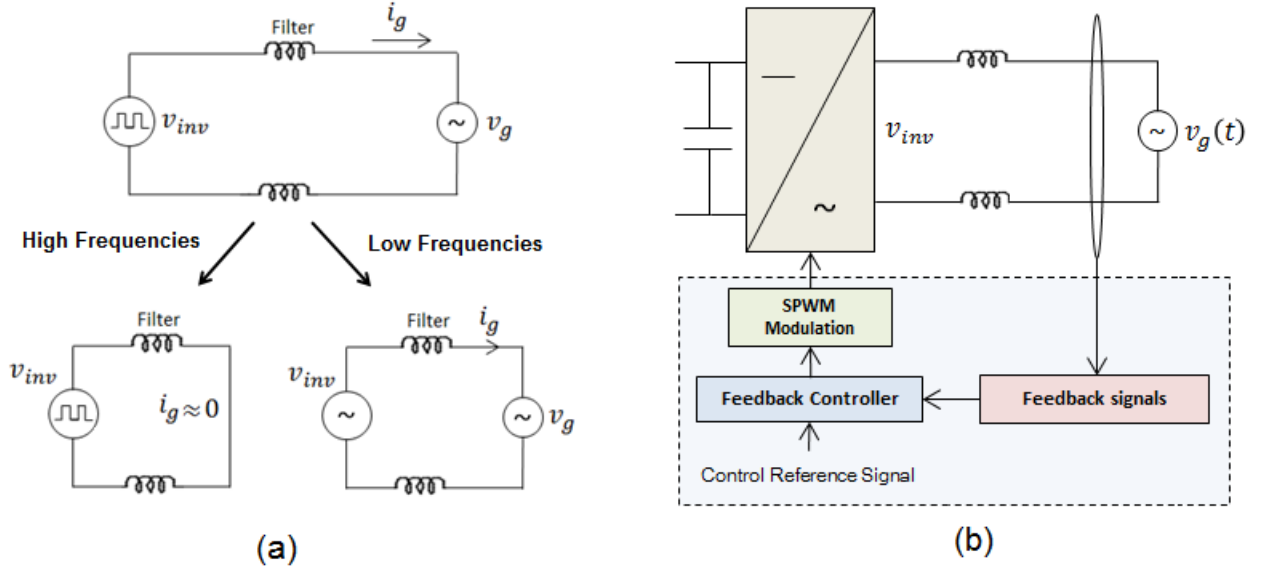 Filter
i_g
v_inv
v_g
High Frequencies
Low Frequencies
Filter
v_inv
i_g≈0
Filter
i_g
v_inv
v_g
(a)
v_inv
v_g(t)
SPWM
Modulation
Feedback Controller
Feedback signals
Control Reference Signal
(b)